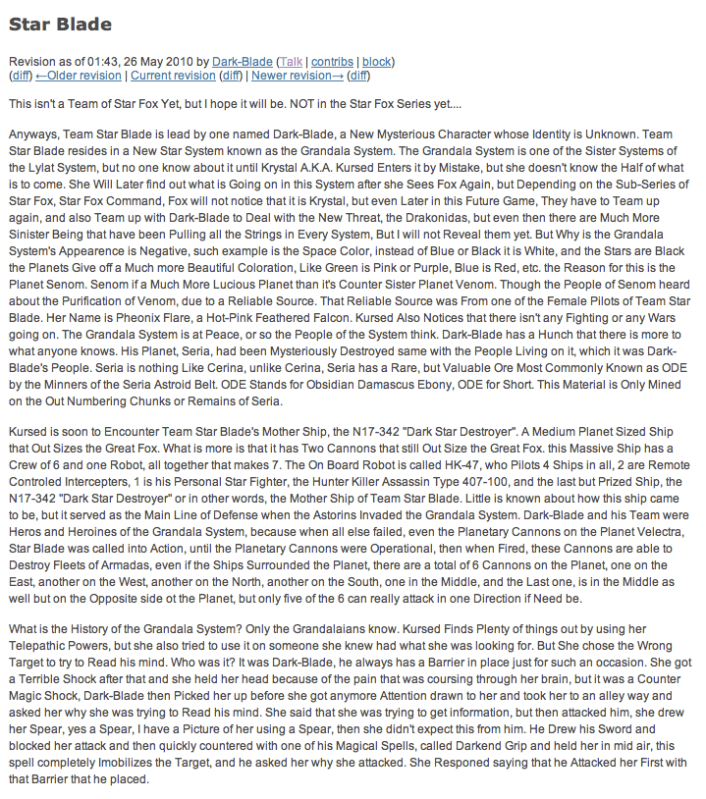 Star Blade
Revision as of 01:43, 26 May 2010 by Dark-Blade (Talk | contribs | block)
(diff) ←Older revision | Current revision (diff) | Newer revision→ (diff)
This isn't a Team of Star Fox Yet, but I hope it will be. NOT in the Star Fox Series yet....
Anyways, Team Star Blade is lead by one named Dark-Blade, a New Mysterious Character whose Identity is Unknown. Team
Star Blade resides in a New Star System known as the Grandala System. The Grandala System is one of the Sister Systems of
the Lylat System, but no one know about it until Krystal A.K.A. Kursed Enters it by Mistake, but she doesn't know the Half of what
is to come. She Will Later find out what is Going on in this System after she Sees Fox Again, but Depending on the Sub-Series of
Star Fox, Star Fox Command, Fox will not notice that it is Krystal, but even Later in this Future Game, They have to Team up
again, and also Team up with Dark-Blade to Deal with the New Threat, the Drakonidas, but even then there are Much More
Sinister Being that have been Pulling all the Strings in Every System, But I will not Reveal them yet. But Why is the Grandala
System's Appearence is Negative, such example is the Space Color, instead of Blue or Black it is White, and the Stars are Black
the Planets Give off a Much more Beautiful Coloration, Like Green is Pink or Purple, Blue is Red, etc. the Reason for this is the
Planet Senom. Senom if a Much More Lucious Planet than it's Counter Sister Planet Venom. Though the People of Senom heard
about the Purification of Venom, due to a Reliable Source. That Reliable Source was From one of the Female Pilots of Team Star
Blade. Her Name is Pheonix Flare, a Hot-Pink Feathered Falcon. Kursed Also Notices that there isn't any Fighting or any Wars
going on. The Grandala System is at Peace, or so the People of the System think. Dark-Blade has a Hunch that there is more to
what anyone knows. His Planet, Seria, had been Mysteriously Destroyed same with the People Living on it, which it was Dark-
Blade's People. Seria is nothing Like Cerina, unlike Cerina, Seria has a Rare, but Valuable Ore Most Commonly Known as ODE
by the Minners of the Seria Astroid Belt. ODE Stands for Obsidian Damascus Ebony, ODE for Short. This Material is Only Mined
on the Out Numbering Chunks or Remains of Seria.
Kursed is soon to Encounter Team Star Blade's Mother Ship, the N17-342 "Dark Star Destroyer". A Medium Planet Sized Ship
that Out Sizes the Great Fox. What is more is that it has Two Cannons that still Out Size the Great Fox. this Massive Ship has a
Crew of 6 and one Robot, all together that makes 7. The On Board Robot is called HK-47, who Pilots 4 Ships in all, 2 are Remote
Controled Intercepters, 1 is his Personal Star Fighter, the Hunter Killer Assassin Type 407-100, and the last but Prized Ship, the
N17-342 "Dark Star Destroyer" or in other words, the Mother Ship of Team Star Blade. Little is known about how this ship came
to be, but it served as the Main Line of Defense when the Astorins Invaded the Grandala System. Dark-Blade and his Team were
Heros and Heroines of the Grandala System, because when all else failed, even the Planetary Cannons on the Planet Velectra,
Star Blade was called into Action, until the Planetary Cannons were Operational, then when Fired, these Cannons are able to
Destroy Fleets of Armadas, even if the Ships Surrounded the Planet, there are a total of 6 Cannons on the Planet, one on the
East, another on the West, another on the North, another on the South, one in the Middle, and the Last one, is in the Middle as
well but on the Opposite side ot the Planet, but only five of the 6 can really attack in one Direction if Need be.
What is the History of the Grandala System? Only the Grandalaians know. Kursed Finds Plenty of things out by using her
Telepathic Powers, but she also tried to use it on someone she knew had what she was looking for. But She chose the Wrong
Target to try to Read his mind. Who was it? It was Dark-Blade, he always has a Barrier in place just for such an occasion. She got
a Terrible Shock after that and she held her head because of the pain that was coursing through her brain, but it was a Counter
Magic Shock, Dark-Blade then Picked her up before she got anymore Attention drawn to her and took her to an alley way and
asked her why she was trying to Read his mind. She said that she was trying to get information, but then attacked him, she drew
her Spear, yes a Spear, I have a Picture of her using a Spear, then she didn't expect this from him. He Drew his Sword and
blocked her attack and then quickly countered with one of his Magical Spells, called Darkend Grip and held her in mid air, this
spell completely Imobilizes the Target, and he asked her why she attacked. She Responed saying that he Attacked her First with
that Barrier that he placed.